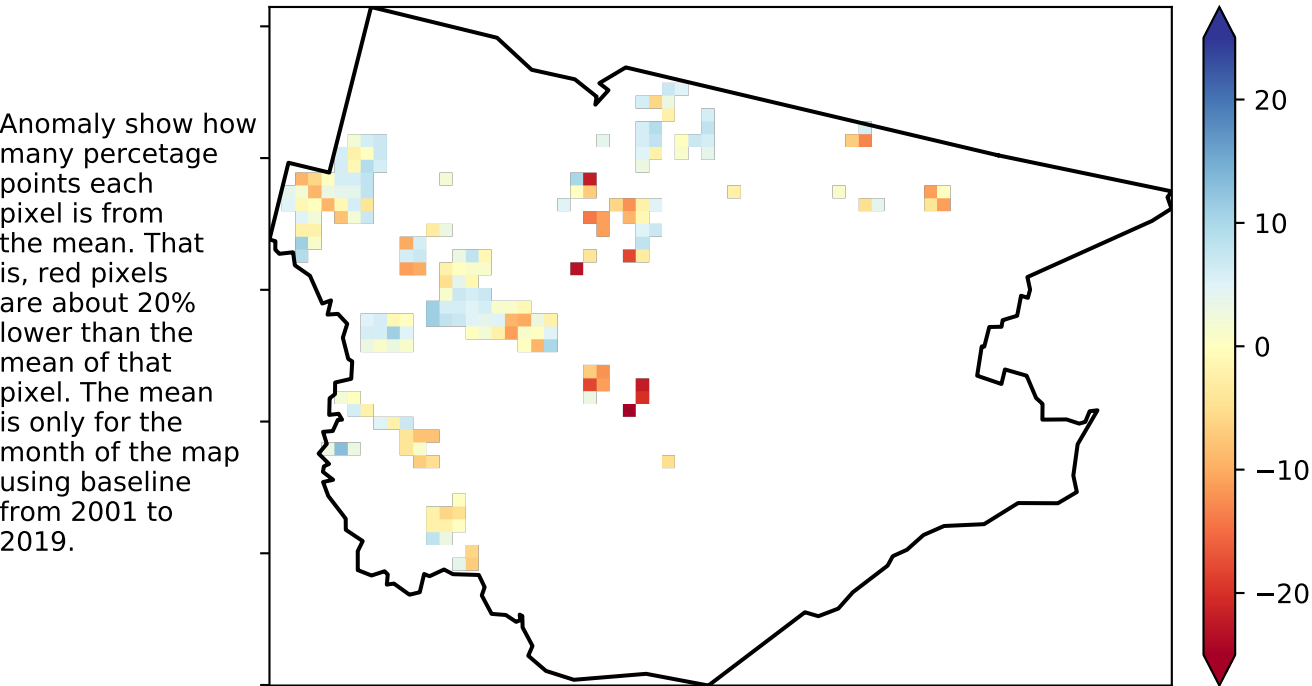 Anomaly show how
many percetage
points each
pixel is from
the mean. That
is, red pixels
are about 20%
lower than the
mean of that
pixel. The mean
is only for the
month of the map
using baseline
from 2001 to
2019.
20
10
0
−10
−20